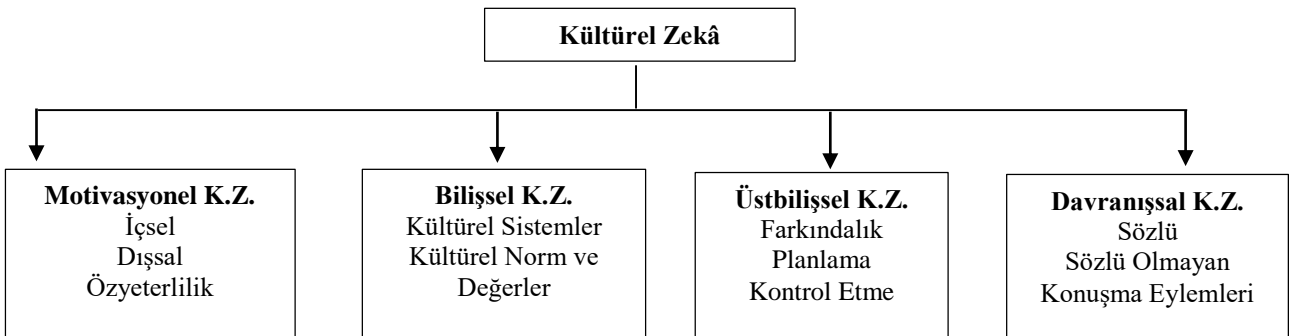 Kültürel Zekâ
Motivasyonel K.Z.
İçsel
Dışsal
Özyeterlilik
Bilişsel K.Z.
Kültürel Sistemler
Kültürel Norm ve
Değerler
Üstbilişsel K.Z.
Farkındalık
Planlama
Kontrol Etme
Davranışsal K.Z.
Sözlü
Sözlü Olmayan
Konuşma Eylemleri